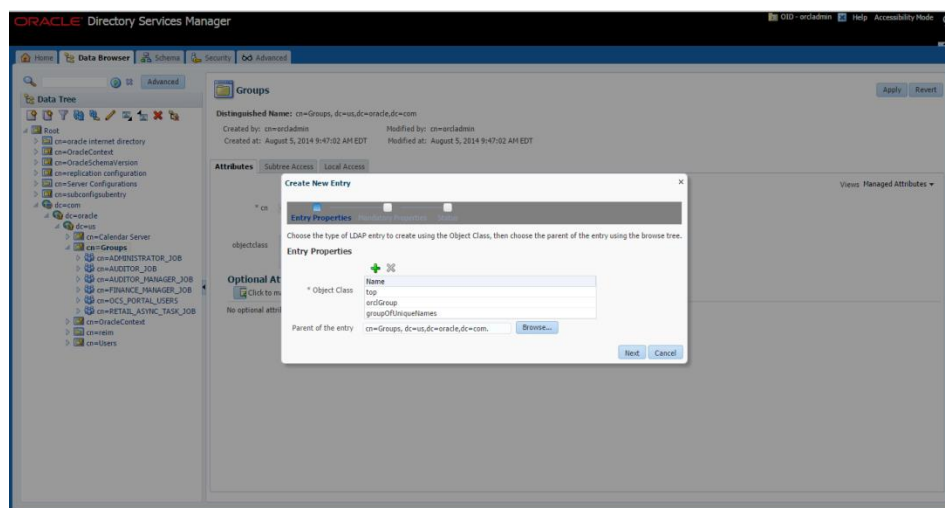 ORACLE Directory Services Manager
OID - orcladmin Help Accessibility Mode
Home Data Browser Schema Security Advanced
Advanced
Data Tree
Root
cn=oracle internet directory
cn=OracleContext
cn=OracleSchemaVersion
cn=replication configuration
cn=Server Configurations
cn=subconfigsubentry
dc=com
dc=oracle
dc=us
cn=Calendar Server
cn=Groups
cn=ADMINISTRATOR_JOB
cn=AUDITOR_JOB
cn=AUDITOR_MANAGER_JOB
cn=FINANCE_MANAGER_JOB
cn=OCS_PORTAL_USERS
cn=RETAIL_ASYNC_TASK_JOB
cn=OracleContext
cn=reim
cn=Users
Groups
Apply Revert
Distinguished Name: cn=Groups, dc=us,dc=oracle,dc=com
Created by: cn=orcladmin Modified by: cn=orcladmin
Created at: August 5, 2014 9:47:02 AM EDT Modified at: August 5, 2014 9:47:02 AM EDT
Attributes Subtree Access Local Access
Views Managed Attributes
* cn
objectclass
Optional At
Click to m
No optional attri
Create New Entry
Entry Properties Mandatory Properties Status
Choose the type of LDAP entry to create using the Object Class, then choose the parent of the entry using the browse tree.
Entry Properties
* Object Class
Name
top
orclGroup
groupOfUniqueNames
Parent of the entry cn=Groups, dc=us,dc=oracle,dc=com. Browse...
Next Cancel